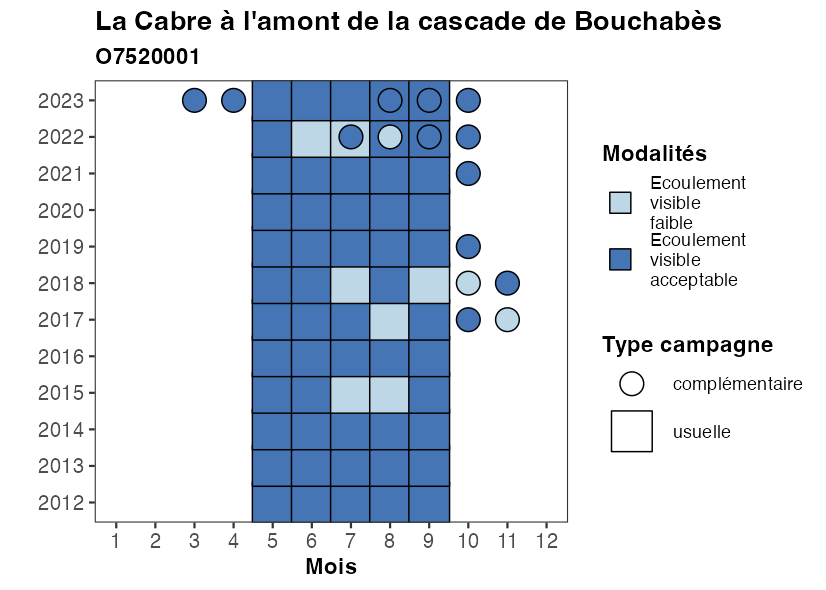 La Cabre à l'amont de la cascade de Bouchabès
O7520001
2023
2022
2021
2020
2019
2018
2017
2016
2015
2014
2013
2012
1 2 3 4 5 6 7 8 9 10 11 12
Mois
Modalités
Ecoulement
visible
faible
Ecoulement
visible
acceptable
Type campagne
complémentaire
usuelle